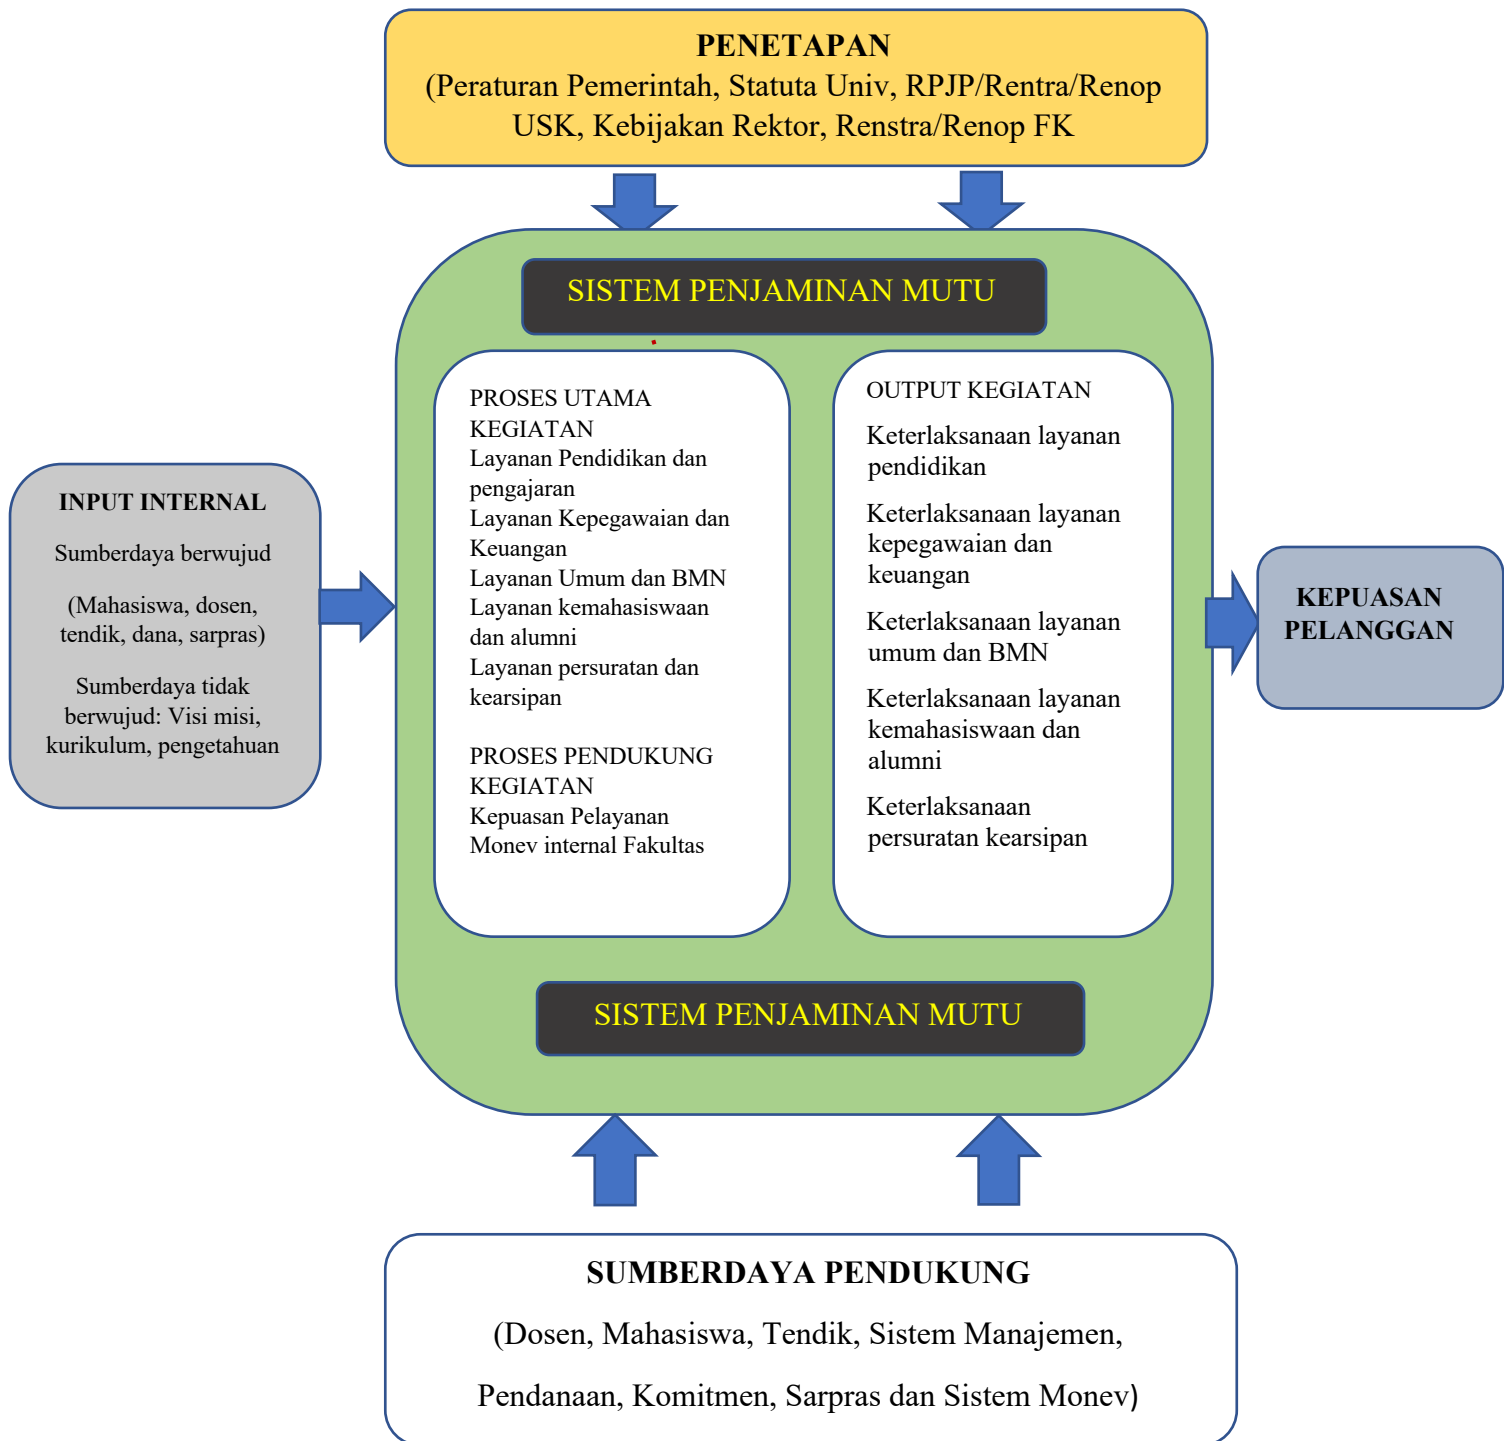 PENETAPAN
(Peraturan Pemerintah, Statuta Univ, RPJP/Rentra/Renop
USK, Kebijakan Rektor, Renstra/Renop FK
SISTEM PENJAMINAN MUTU
INPUT INTERNAL
Sumberdaya berwujud
(Mahasiswa, dosen,
tendik, dana, sarpras)
Sumberdaya tidak
berwujud: Visi misi,
kurikulum, pengetahuan
PROSES UTAMA
KEGIATAN
Layanan Pendidikan dan
pengajaran
Layanan Kepegawaian dan
Keuangan
Layanan Umum dan BMN
Layanan kemahasiswaan
dan alumni
Layanan persuratan dan
kearsipan
PROSES PENDUKUNG
KEGIATAN
Kepuasan Pelayanan
Monev internal Fakultas
OUTPUT KEGIATAN
Keterlaksanaan layanan
pendidikan
Keterlaksanaan layanan
kepegawaian dan
keuangan
Keterlaksanaan layanan
umum dan BMN
Keterlaksanaan layanan
kemahasiswaan dan
alumni
Keterlaksanaan
persuratan kearsipan
KEPUASAN
PELANGGAN
SISTEM PENJAMINAN MUTU
SUMBERDAYA PENDUKUNG
(Dosen, Mahasiswa, Tendik, Sistem Manajemen,
Pendanaan, Komitmen, Sarpras dan Sistem Monev)